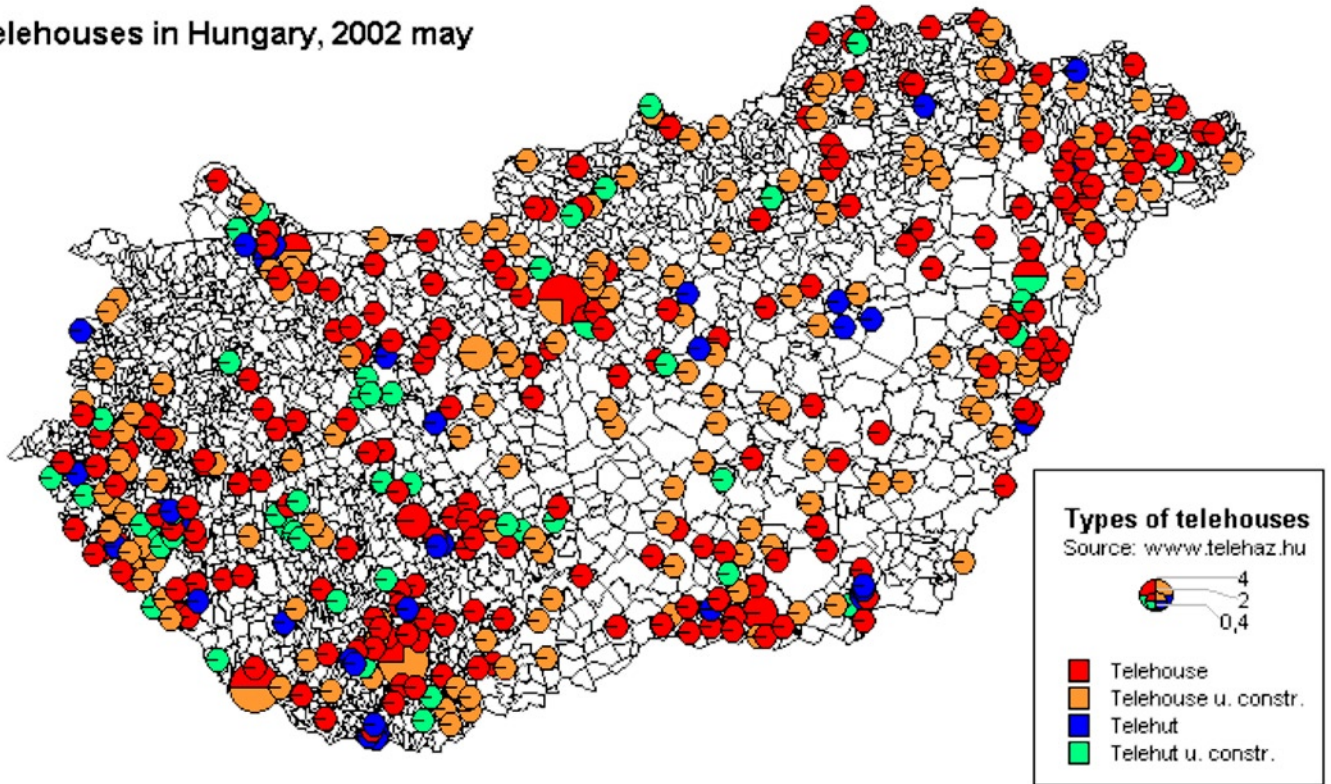 elehouses in Hungary, 2002 may
Types of telehouses
Source: www.telehaz.hu
4
2
0,4
Telehouse
Telehouse u. constr.
Telehut
Telehut u. constr.